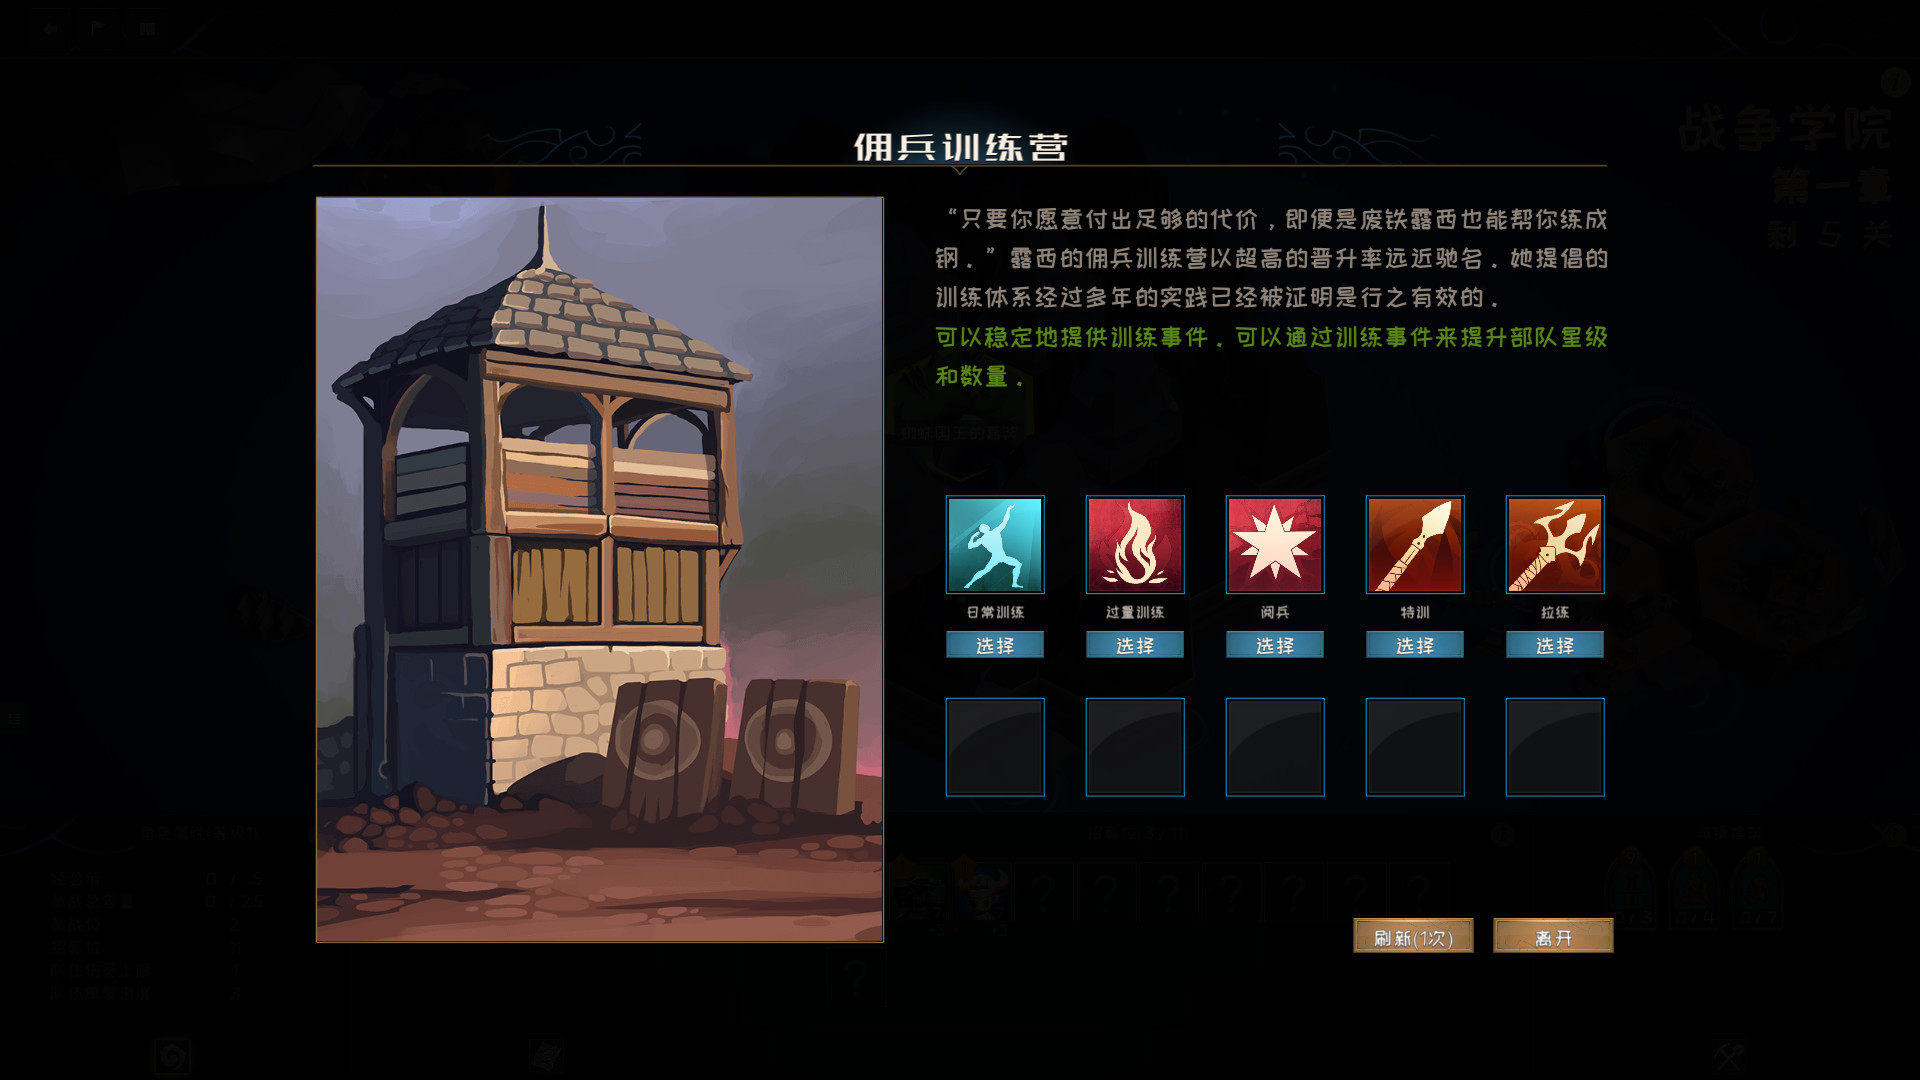 战争学院
第一章
剩 5 关
佣兵训练营
“只要你愿意付出足够的代价，即便是废铁露西也能帮你练成
钢．”露西的佣兵训练营以超高的晋升率远近驰名．她提倡的
训练体系经过多年的实践已经被证明是行之有效的．
可以稳定地提供训练事件．可以通过训练事件来提升部队星级
和数量．
日常训练 过量训练 阅兵 特训 拉练
选择 选择 选择 选择 选择
刷新(1次) 离开